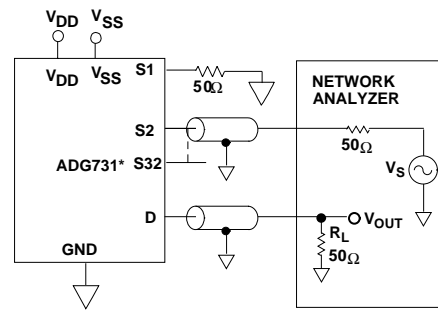 VDD VSS
VDD VSS
S1
50Ω
NETWORK
ANALYZER
S2
50Ω
ADG731* S32
VS
D
VOUT
RL
50Ω
GND